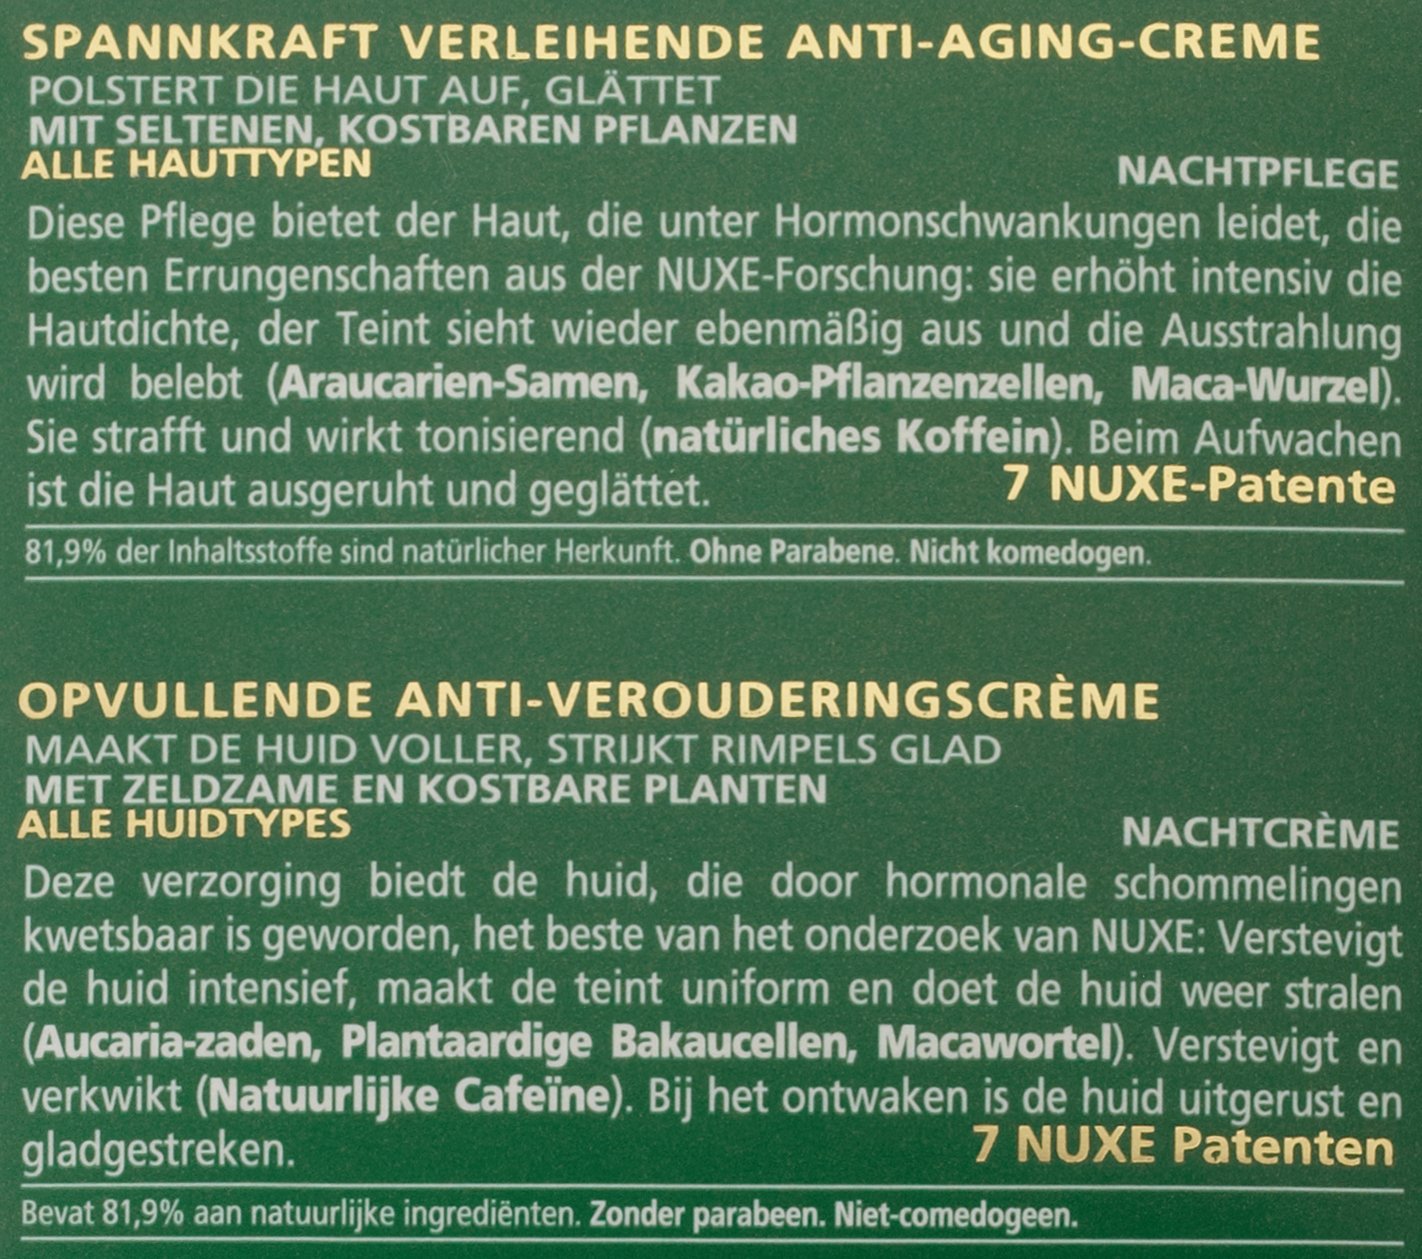 SPANNKRAFT VERLEIHENDE ANTI-AGING-CREME
POLSTERT DIE HAUT AUF, GLÄTTET
MIT SELTENEN, KOSTBAREN PFLANZEN
ALLE HAUTTYPEN
NACHTPFLEGE
Diese Pflege bietet der Haut, die unter Hormonschwankungen leidet, die
besten Errungenschaften aus der NUXE-Forschung: sie erhöht intensiv die
Hautdichte, der Teint sieht wieder ebenmäßig aus und die Ausstrahlung
wird belebt (Araucarien-Samen, Kakao-Pflanzenzellen, Maca-Wurzel).
Sie strafft und wirkt tonisierend (natürliches Koffein). Beim Aufwachen
ist die Haut ausgeruht und geglättet.
7 NUXE-Patente
81,9% der Inhaltsstoffe sind natürlicher Herkunft. Ohne Parabene. Nicht komedogen.
OPVULLENDE ANTI-VEROUDERINGSCRÈME
MAAKT DE HUID VOLLER, STRIJKT RIMPELS GLAD
MET ZELDZAME EN KOSTBARE PLANTEN
ALLE HUIDTYPES
NACHTCRÈME
Deze verzorging biedt de huid, die door hormonale schommelingen
kwetsbaar is geworden, het beste van het onderzoek van NUXE: Verstevigt
de huid intensief, maakt de teint uniform en doet de huid weer stralen
(Aucaria-zaden, Plantaardige Bakaucellen, Macawortel). Verstevigt en
verkwikt (Natuurlijke Cafeïne). Bij het ontwaken is de huid uitgerust en
gladgestreken.
7 NUXE Patenten
Bevat 81,9% aan natuurlijke ingrediënten. Zonder parabeen. Niet-comedogeen.